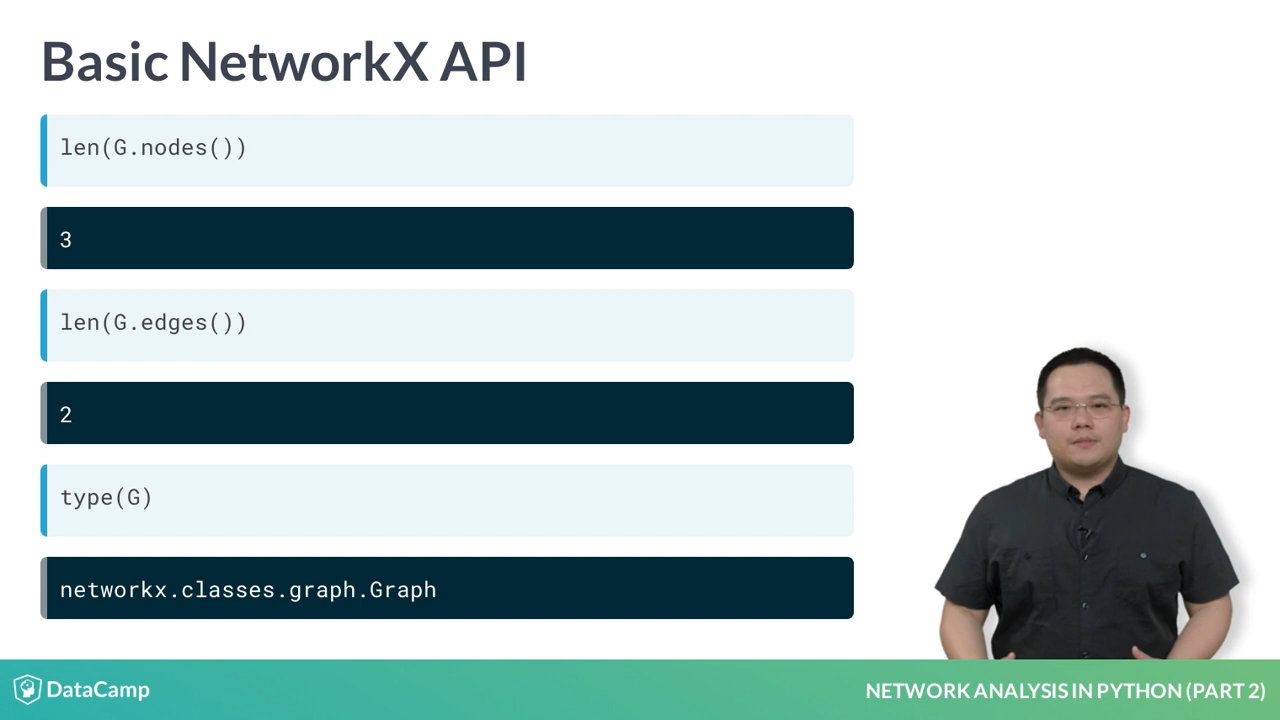 Basic NetworkX API
len(G.nodes())
3
len(G.edges())
2
type(G)
networkx.classes.graph.Graph
DataCamp
NETWORK ANALYSIS IN PYTHON (PART 2)